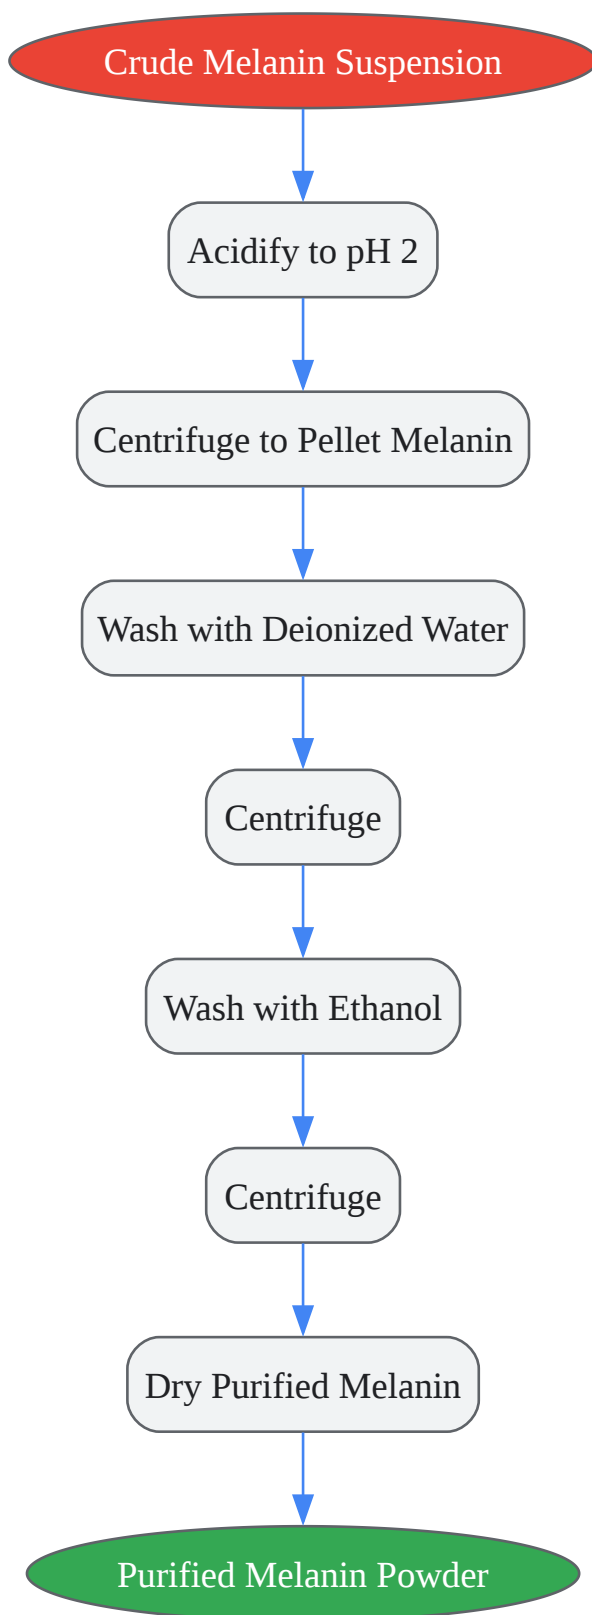 Crude Melanin Suspension
Acidify to pH 2
Centrifuge to Pellet Melanin
Wash with Deionized Water
Centrifuge
Wash with Ethanol
Centrifuge
Dry Purified Melanin
Purified Melanin Powder